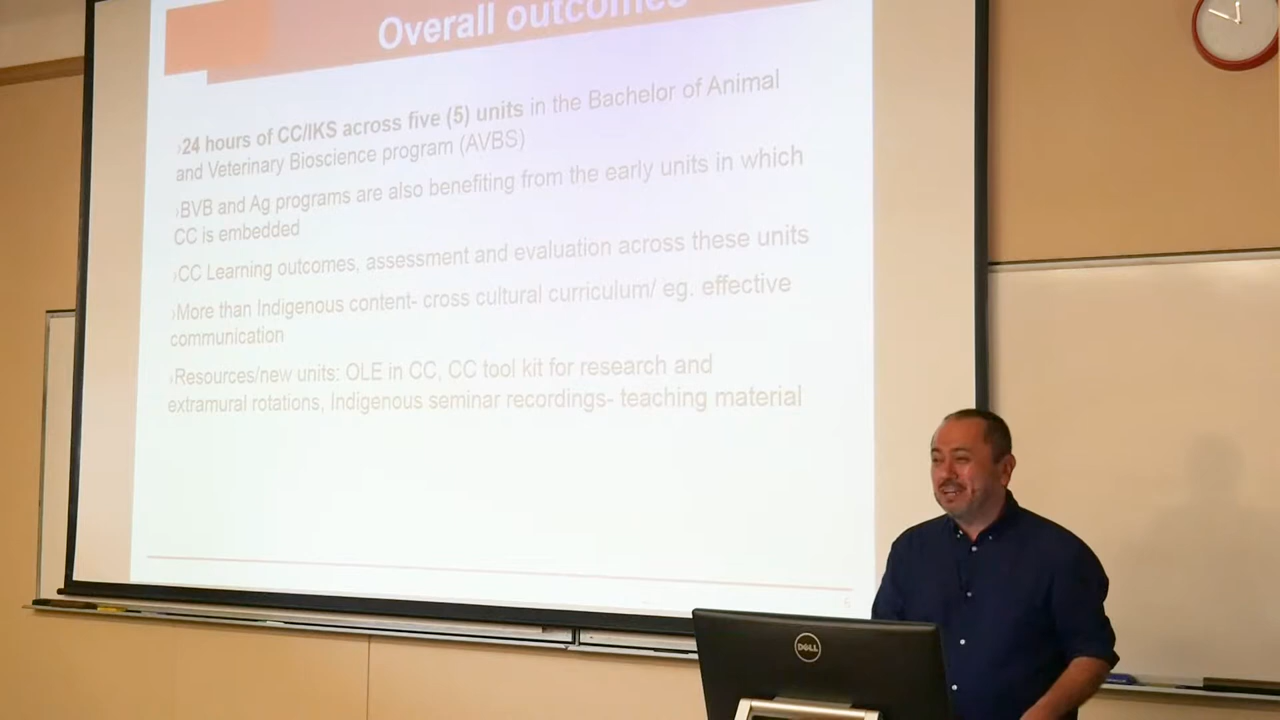 Overall outcomes
›24 hours of CC/IKS across five (5) units in the Bachelor of Animal
and Veterinary Bioscience program (AVBS)
›BVB and Ag programs are also benefiting from the early units in which
CC is embedded
›CC Learning outcomes, assessment and evaluation across these units
›More than Indigenous content- cross cultural curriculum/ eg. effective
communication
›Resources/new units: OLE in CC, CC tool kit for research and
extramural rotations, Indigenous seminar recordings- teaching material
6
DELL